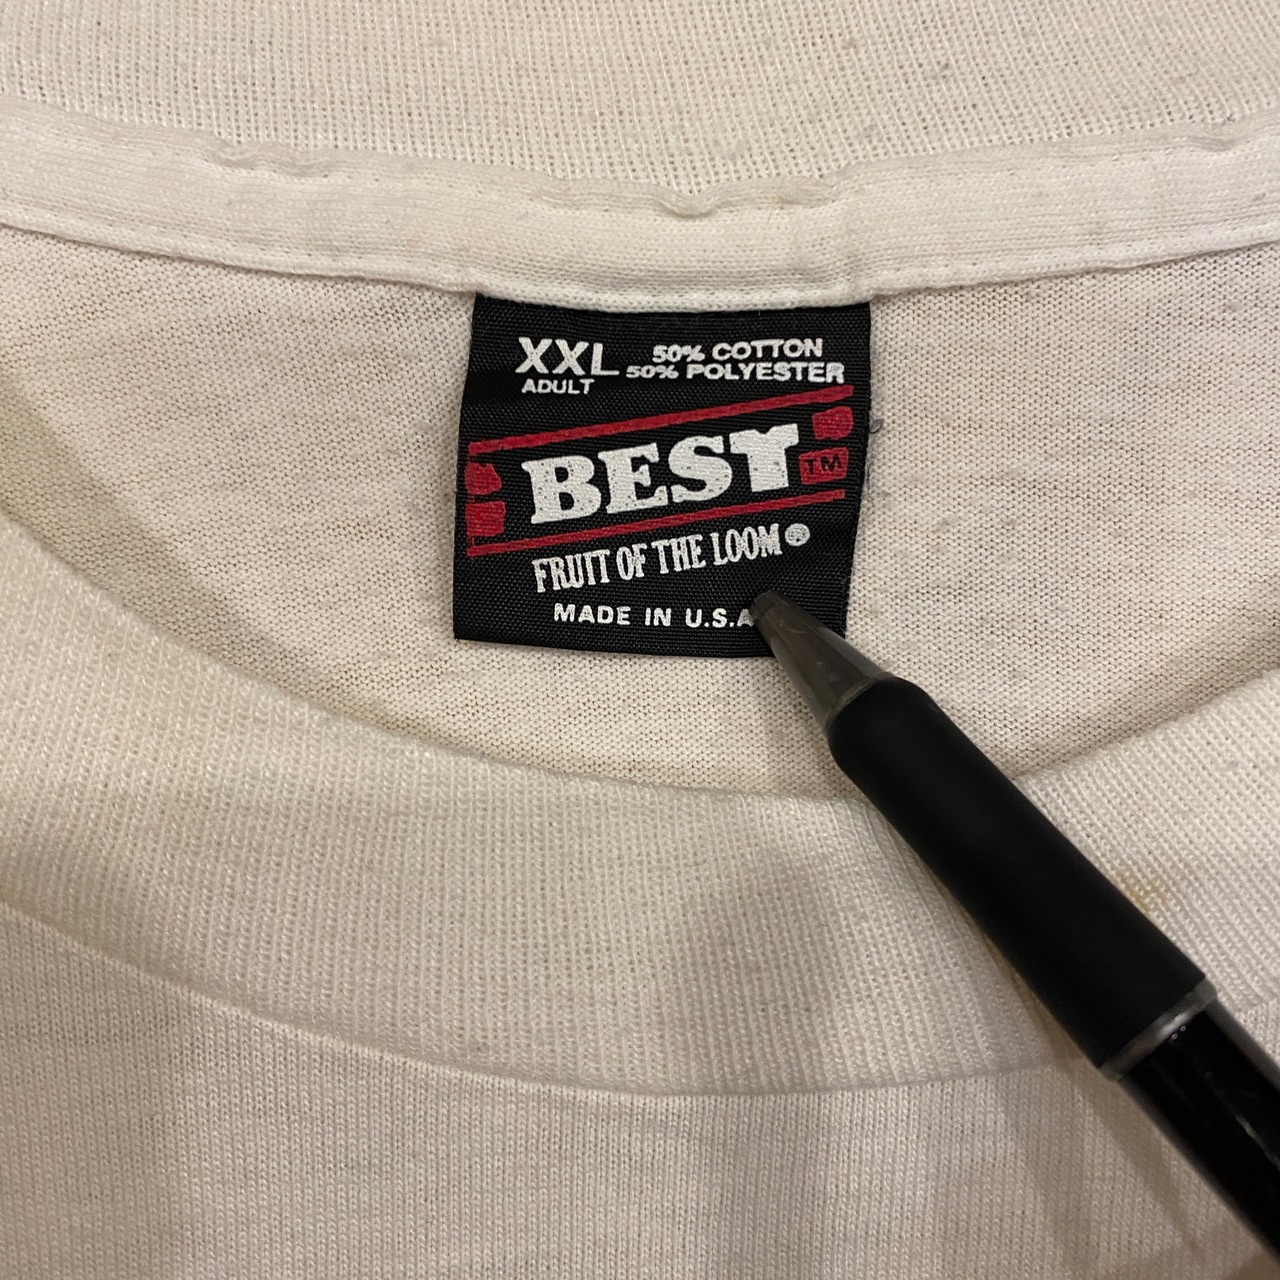 XXL 50% COTTON
ADULT 50% POLYESTER
BEST TM
FRUIT OF THE LOOM®
MADE IN U.S.A